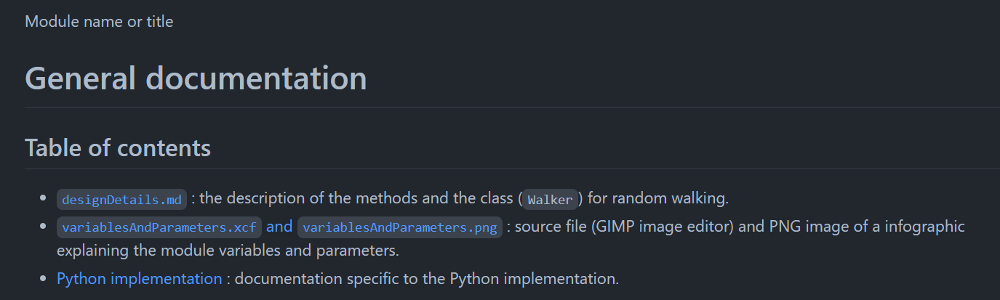 Module name or title
General documentation
Table of contents
designDetails.md : the description of the methods and the class (Walker) for random walking.
variablesAndParameters.xcf and variablesAndParameters.png : source file (GIMP image editor) and PNG image of a infographic
explaining the module variables and parameters.
Python implementation : documentation specific to the Python implementation.